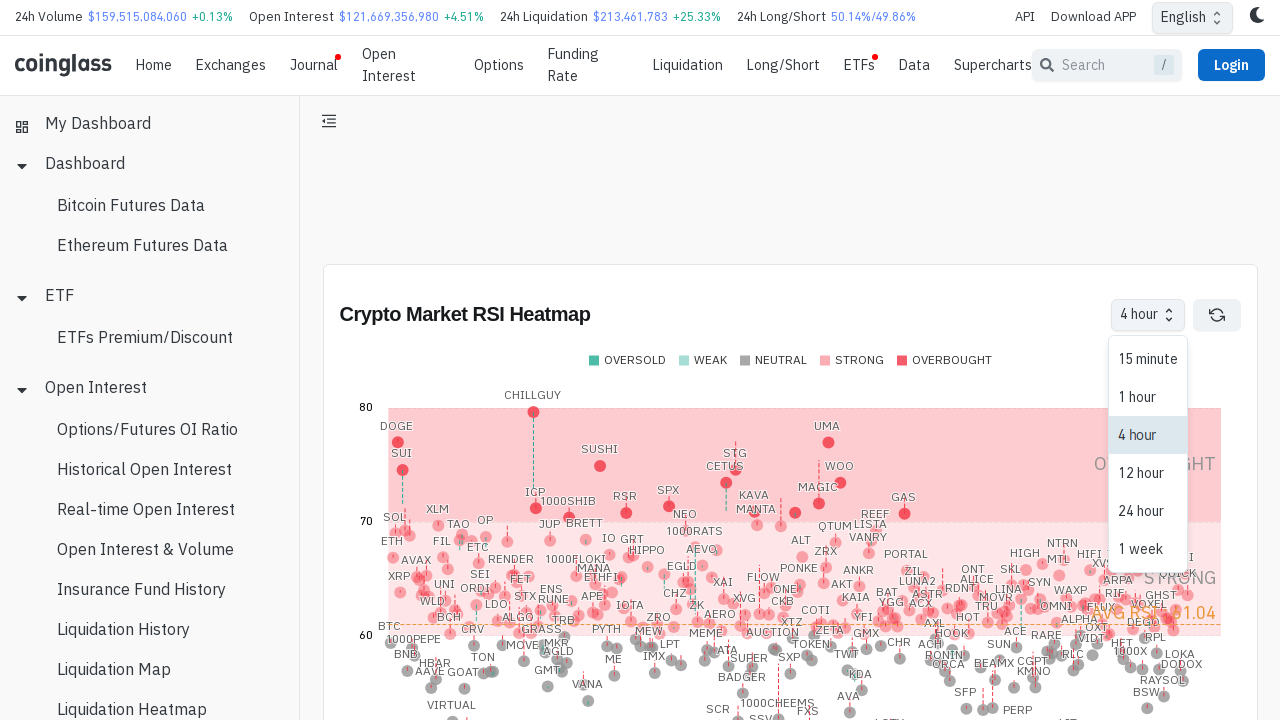 24h Volume $159,515,084,060 +0.13% Open Interest $121,669,356,980 +4.51% 24h Liquidation $213,461,783 +25.33% 24h Long/Short 50.14%/49.86% API Download APP English
coinglass Home Exchanges Journal Open Interest Options Funding Rate Liquidation Long/Short ETFs Data Supercharts Search / Login
My Dashboard
Dashboard
Bitcoin Futures Data
Ethereum Futures Data
ETF
ETFs Premium/Discount
Open Interest
Options/Futures OI Ratio
Historical Open Interest
Real-time Open Interest
Open Interest & Volume
Insurance Fund History
Liquidation History
Liquidation Map
Liquidation Heatmap
Crypto Market RSI Heatmap
4 hour
15 minute
1 hour
4 hour
12 hour
24 hour
1 week
OVERSOLD WEAK NEUTRAL STRONG OVERBOUGHT
80
CHILLGUY
DOGE UMA
SUI SUSHI STG
CETUS WOO
IGP 1000SHIB RSR SPX KAVA MAGIC GAS
70
SOL XLM TAO OP JUP BRETT NEO MANTA REEF
1000RATS QTUM LISTA
ETH FIL ETC IO GRT HIPPO AEVO ALT ZRX VANRY PORTAL HIGH NTRN HIFI
AVAX RENDER 1000FLOKI MANA EGLD PONKE ANKR ZIL ONT SKL MTL
XRP UNI SEI FET ETHFI XAI FLOW AKT LUNA2 ALICE SYN ARPA
STRONG
WLD ORDI STX ENS APE CHZ ONE KAIA BAT RDNT LINA WAXP RIF GHST
LDO RUNE IOTA ZK XVG CKB YGG ACX TRU MOVR OMNI FLUX VOXEL
BCH ALGO TRB ZRO AERO COTI YFI AXL HOT ALPHA
BTC CRV GRASS PYTH MEW MEME AUCTION XTZ ZETA GMX HOOK ACE OXT DEGO
60
1000PEPE MOVE LPT TOKEN CHR ACH SUN RARE VIDT HFT RPL
BNB TON AGLD ME IMX ATA SUPER SXP TWT RONIN CGPT RLC 1000X LOKA
HBAR AAVE GOAT GMT BADGER KDA ORCA BEAMX KMNO DODOX
VIRTUAL VANA 1000CHEEMS AVA SFP BSW RAYSOL
SCR SSV FXS PERP